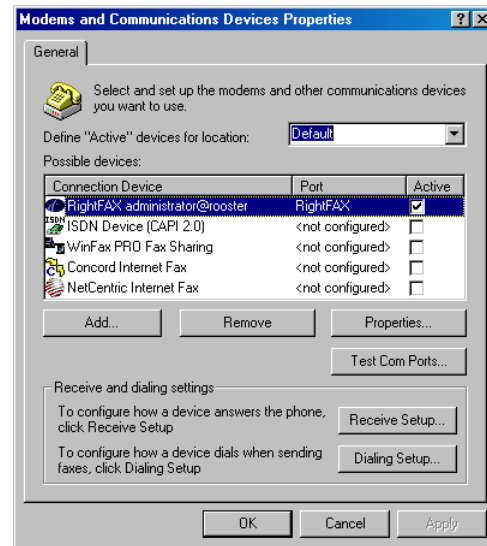 Modems and Communications Devices Properties
General
Select and set up the modems and other communications devices
you want to use.
Define "Active" devices for location: Default
Possible devices:
Connection Device Port Active
RightFAX administrator@rooster RightFAX
ISDN ISDN Device (CAPI 2.0) <not configured>
WinFax PRO Fax Sharing <not configured>
Concord Internet Fax <not configured>
NetCentric Internet Fax <not configured>
Add... Remove Properties...
Test Com Ports...
Receive and dialing settings
To configure how a device answers the phone,
click Receive Setup
Receive Setup...
To configure how a device dials when sending
faxes, click Dialing Setup
Dialing Setup...
OK Cancel Apply